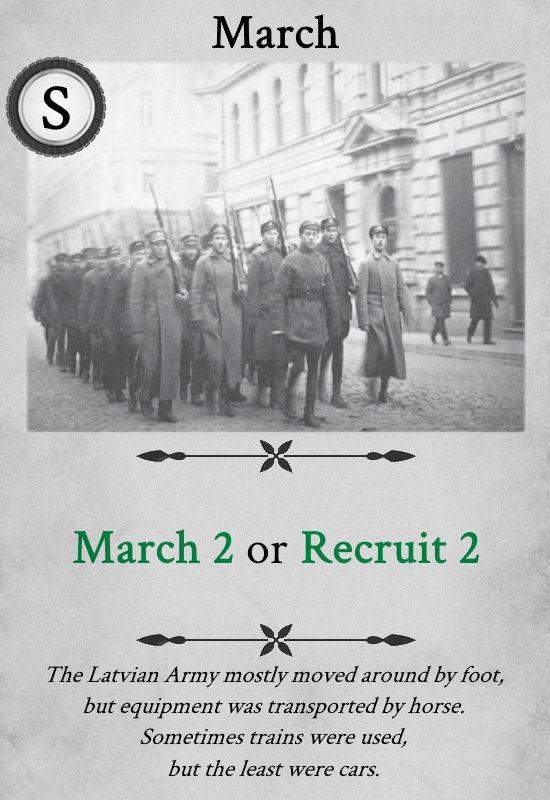 March
S
March 2 or Recruit 2
The Latvian Army mostly moved around by foot,
but equipment was transported by horse.
Sometimes trains were used,
but the least were cars.